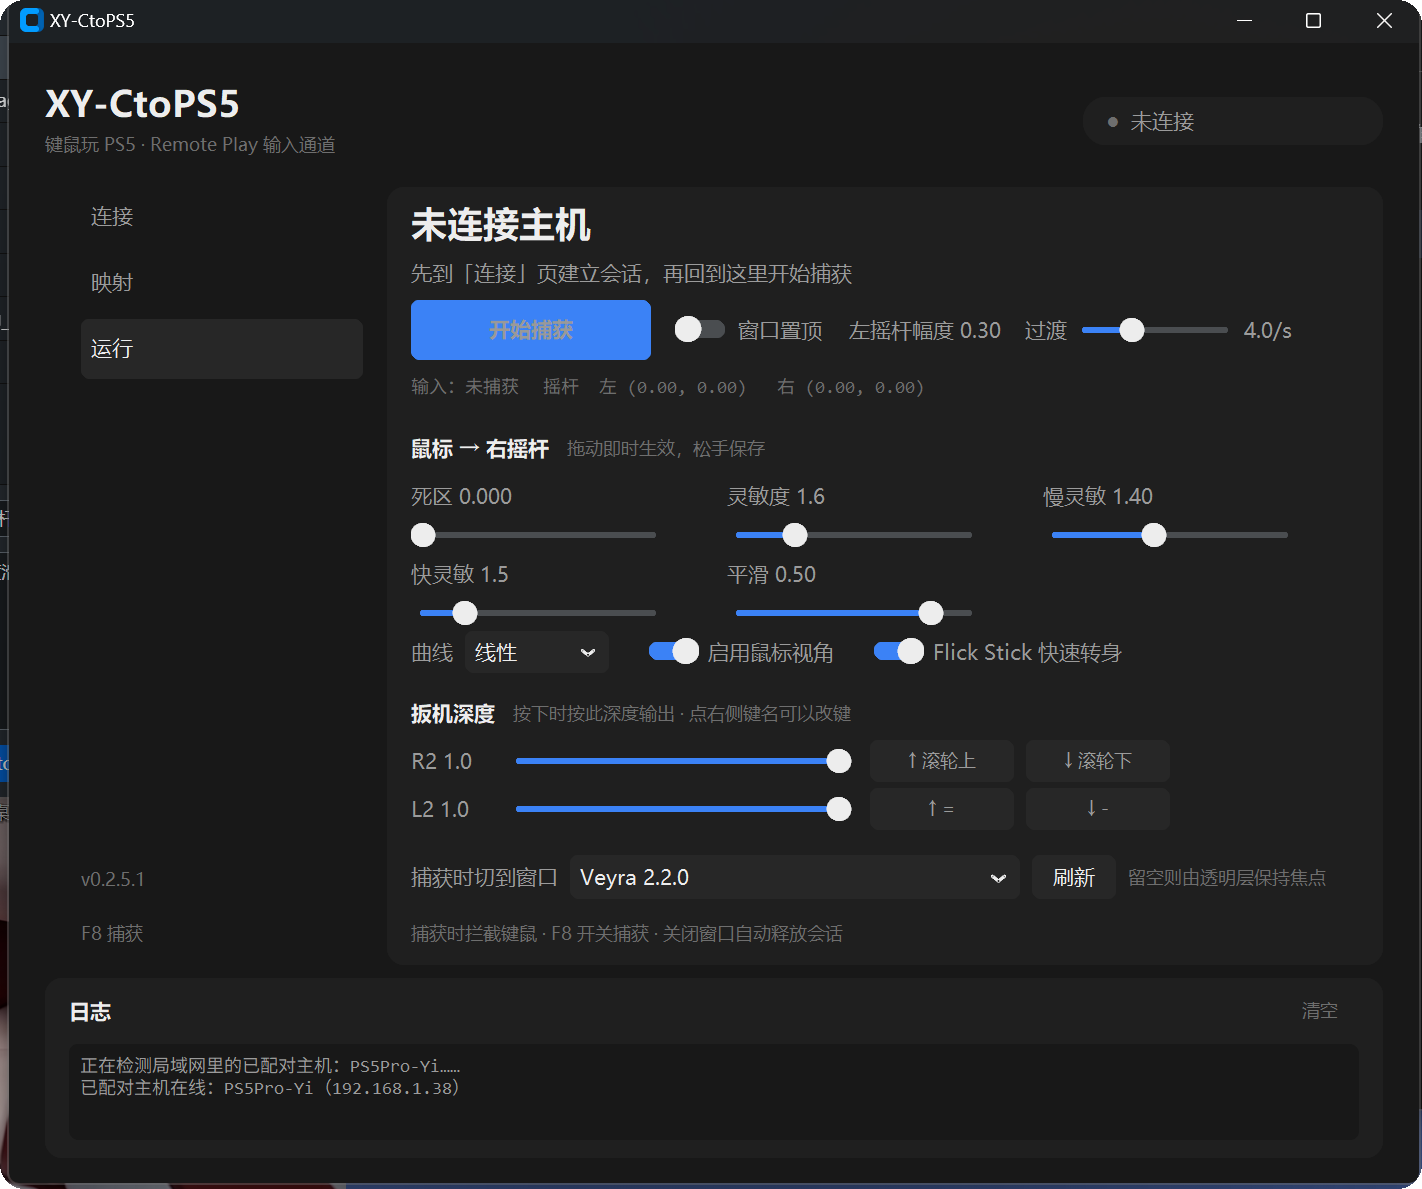 XY-CtoPS5
XY-CtoPS5
键鼠玩 PS5 · Remote Play 输入通道
未连接
连接
映射
运行
v0.2.5.1
F8 捕获
未连接主机
先到「连接」页建立会话，再回到这里开始捕获
开始捕获 窗口置顶 左摇杆幅度 0.30 过渡 4.0/s
输入：未捕获 摇杆 左 (0.00, 0.00) 右 (0.00, 0.00)
鼠标 → 右摇杆 拖动即时生效，松手保存
死区 0.000 灵敏度 1.6 慢灵敏 1.40
快灵敏 1.5 平滑 0.50
曲线 线性 启用鼠标视角 Flick Stick 快速转身
扳机深度 按下时按此深度输出 · 点右侧键名可以改键
R2 1.0 ↑滚轮上 ↓滚轮下
L2 1.0 ↑ = ↓ -
捕获时切到窗口 Veyra 2.2.0 刷新 留空则由透明层保持焦点
捕获时拦截键鼠 · F8 开关捕获 · 关闭窗口自动释放会话
日志 清空
正在检测局域网里的已配对主机：PS5Pro-Yi……
已配对主机在线：PS5Pro-Yi（192.168.1.38）